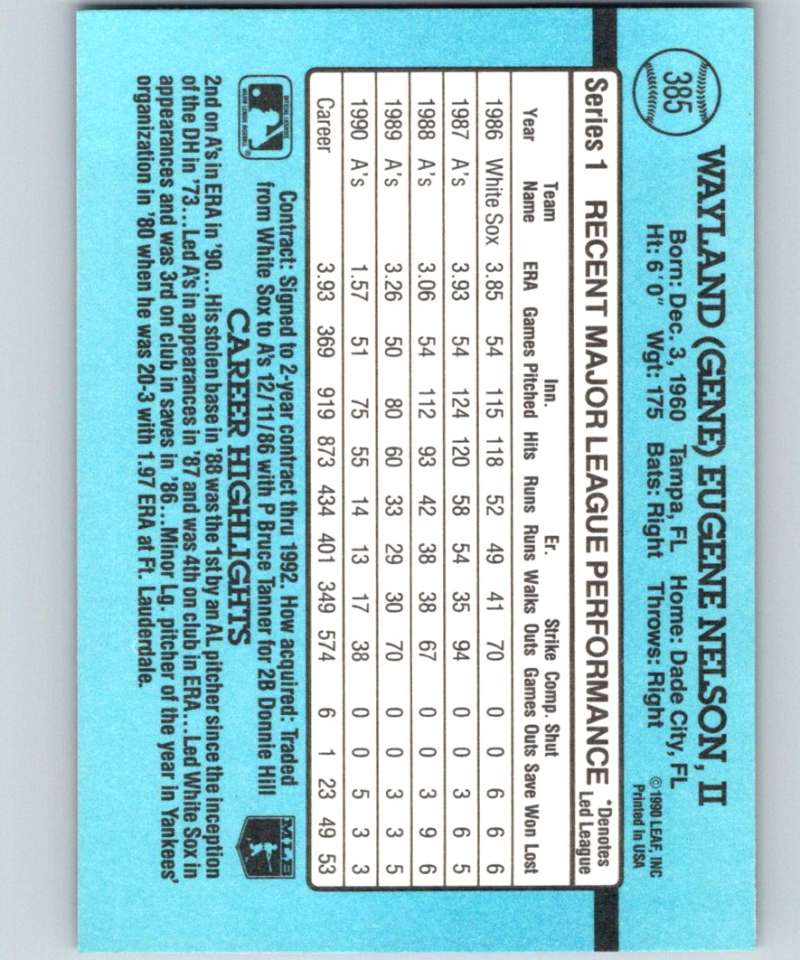 385
WAYLAND (GENE) EUGENE NELSON, II
Born: Dec. 3, 1960 Tampa, FL Home: Dade City, FL
Ht: 6'0" Wgt: 175 Bats: Right Throws: Right
© 1990 LEAF, INC
Printed in USA
Series 1 RECENT MAJOR LEAGUE PERFORMANCE *Denotes Led League
Team Inn. Er. Strike Comp. Shut
Year Name ERA Games Pitched Hits Runs Runs Walks Outs Games Outs Save Won Lost
1986 White Sox 3.85 54 115 118 52 49 41 70 0 0 6 6 6
1987 A's 3.93 54 124 120 58 54 35 94 0 0 3 6 5
1988 A's 3.06 54 112 93 42 38 38 67 0 0 3 9 6
1989 A's 3.26 50 80 60 33 29 30 70 0 0 3 3 5
1990 A's 1.57 51 75 55 14 13 17 38 0 0 5 3 3
Career 3.93 369 919 873 434 401 349 574 6 1 23 49 53
OFFICIAL LICENSEE
MAJOR LEAGUE BASEBALL
Contract: Signed to 2-year contract thru 1992. How acquired: Traded
from White Sox to A's 12/11/86 with P Bruce Tanner for 2B Donnie Hill
MLB
CAREER HIGHLIGHTS
2nd on A's in ERA in '90...His stolen base in '88 was the 1st by an AL pitcher since the inception
of the DH in '73...Led A's in appearances in '87 and was 4th on club in ERA...Led White Sox in
appearances and was 3rd on club in saves in '86...Minor Lg. pitcher of the year in Yankees'
organization in '80 when he was 20-3 with 1.97 ERA at Ft. Lauderdale.